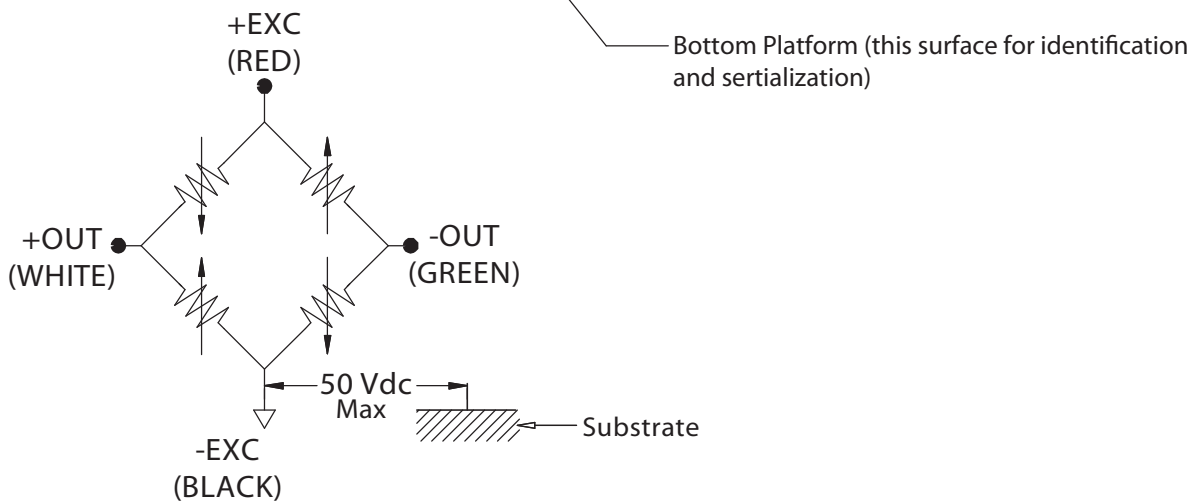 +EXC
(RED)
Bottom Platform (this surface for identification
and sertialization)
+OUT
(WHITE)
-OUT
(GREEN)
50 Vdc
Max
Substrate
-EXC
(BLACK)